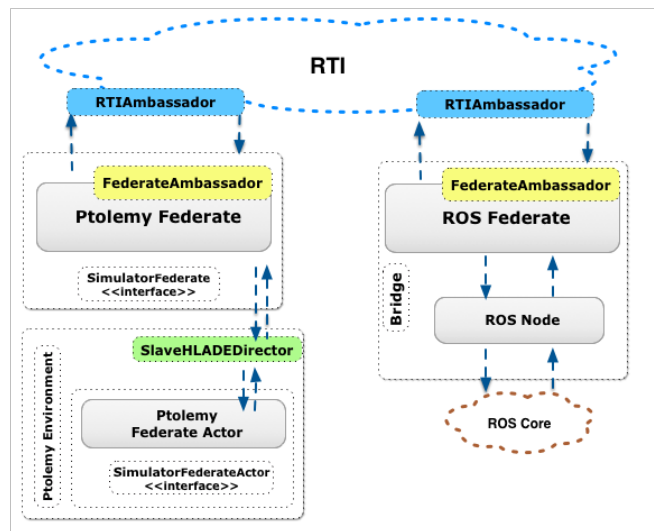 RTI
RTIAmbassador
RTIAmbassador
FederateAmbassador
Ptolemy Federate
SimulatorFederate
<<interface>>
FederateAmbassador
ROS Federate
Bridge
ROS Node
ROS Core
SlaveHLADEDirector
Ptolemy Environment
Ptolemy
Federate Actor
SimulatorFederateActor
<<interface>>